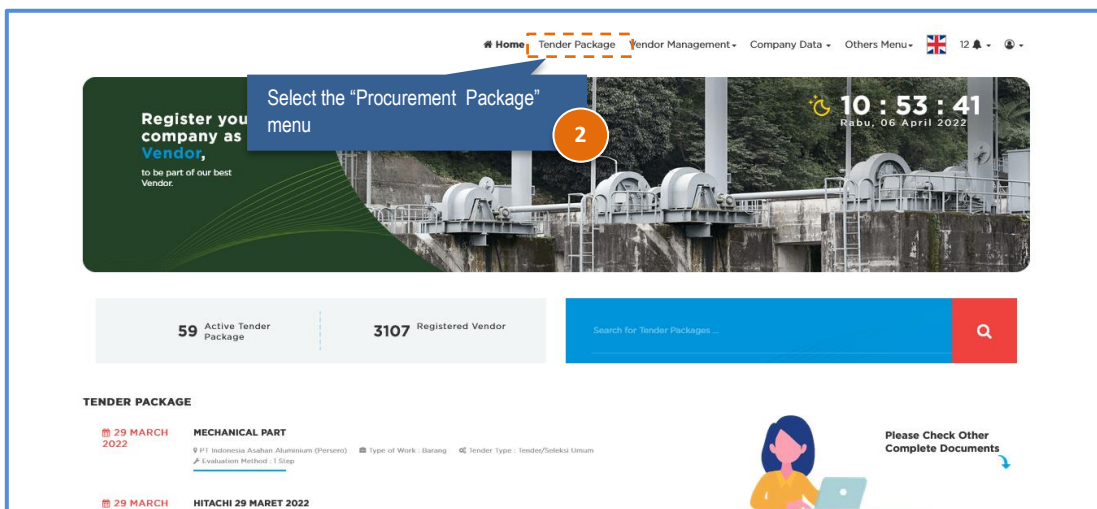 Home Tender Package Vendor Management Company Data Others Menu 12
Select the “Procurement Package”
menu
2
Register you
company as
Vendor,
to be part of our best
Vendor.
10 : 53 : 41
Rabu, 06 April 2022
59 Active Tender
Package
3107 Registered Vendor
Search for Tender Packages ...
TENDER PACKAGE
29 MARCH
2022
MECHANICAL PART
PT Indonesia Asahan Aluminium (Persero) Type of Work : Barang Tender Type : Tender/Seleksi Umum
Evaluation Method : 1 Step
Please Check Other
Complete Documents
29 MARCH
HITACHI 29 MARET 2022